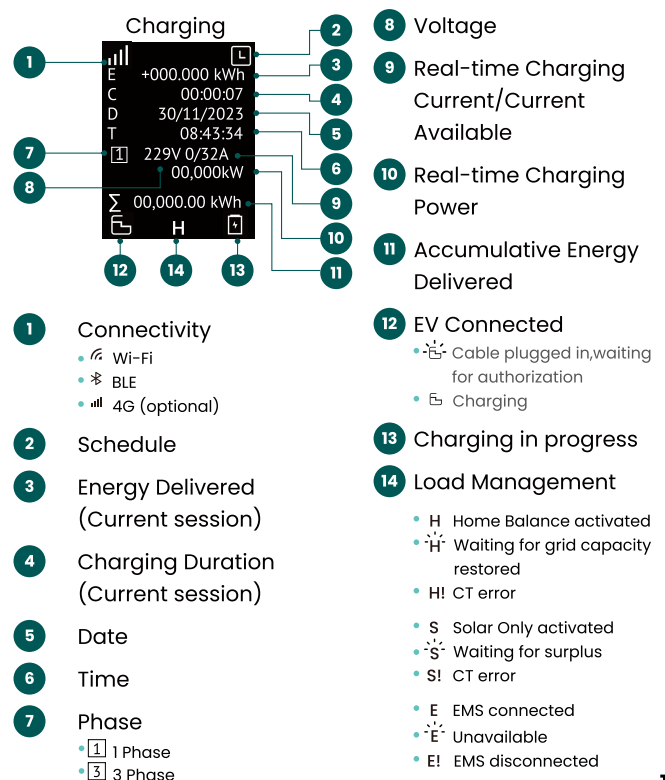 Charging
1
2
E +000.000 kWh
3
C 00:00:07
4
D 30/11/2023
5
T 08:43:34
6
7
1 229V 0/32A
9
8
00,000kW
10
Σ 00,000.00 kWh
11
H
12
14
13
1 Connectivity
Wi-Fi
BLE
4G (optional)
2 Schedule
3 Energy Delivered
(Current session)
4 Charging Duration
(Current session)
5 Date
6 Time
7 Phase
1 1 Phase
3 3 Phase
8 Voltage
9 Real-time Charging
Current/Current
Available
10 Real-time Charging
Power
11 Accumulative Energy
Delivered
12 EV Connected
Cable plugged in,waiting
for authorization
Charging
13 Charging in progress
14 Load Management
H Home Balance activated
H Waiting for grid capacity
restored
H! CT error
S Solar Only activated
S Waiting for surplus
S! CT error
E EMS connected
E Unavailable
E! EMS disconnected